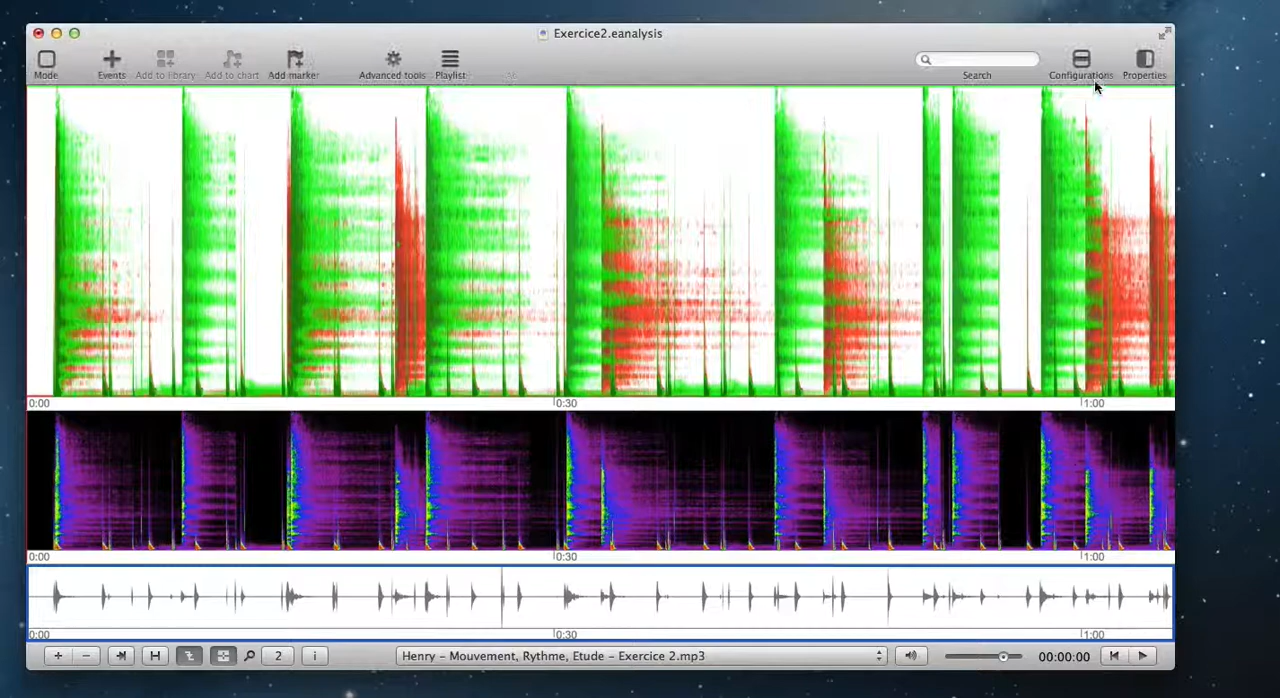 Exercice2.eanalysis
Mode Events Add to library Add to chart Add marker Advanced tools Playlist Search Configurations Properties
0:00 0:30 1:00
0:00 0:30 1:00
0:00 0:30 1:00
2 i Henry – Mouvement, Rythme, Etude – Exercice 2.mp3 00:00:00